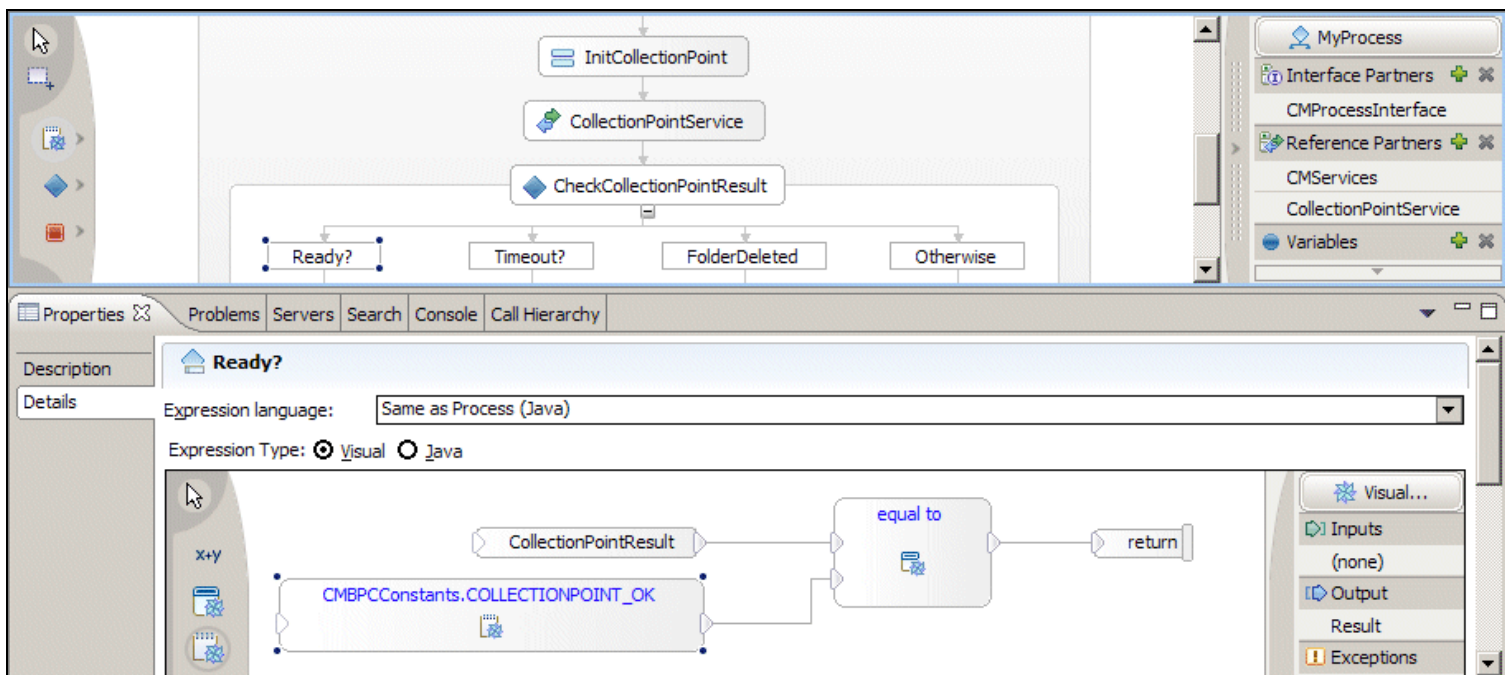 InitCollectionPoint
CollectionPointService
CheckCollectionPointResult
Ready?
Timeout?
FolderDeleted
Otherwise
MyProcess
Interface Partners
CMProcessInterface
Reference Partners
CMServices
CollectionPointService
Variables
Properties
Problems
Servers
Search
Console
Call Hierarchy
Description
Details
Ready?
Expression language:
Same as Process (Java)
Expression Type:
Visual
Java
x+y
CollectionPointResult
CMBPCConstants.COLLECTIONPOINT_OK
equal to
return
Visual...
Inputs
(none)
Output
Result
Exceptions